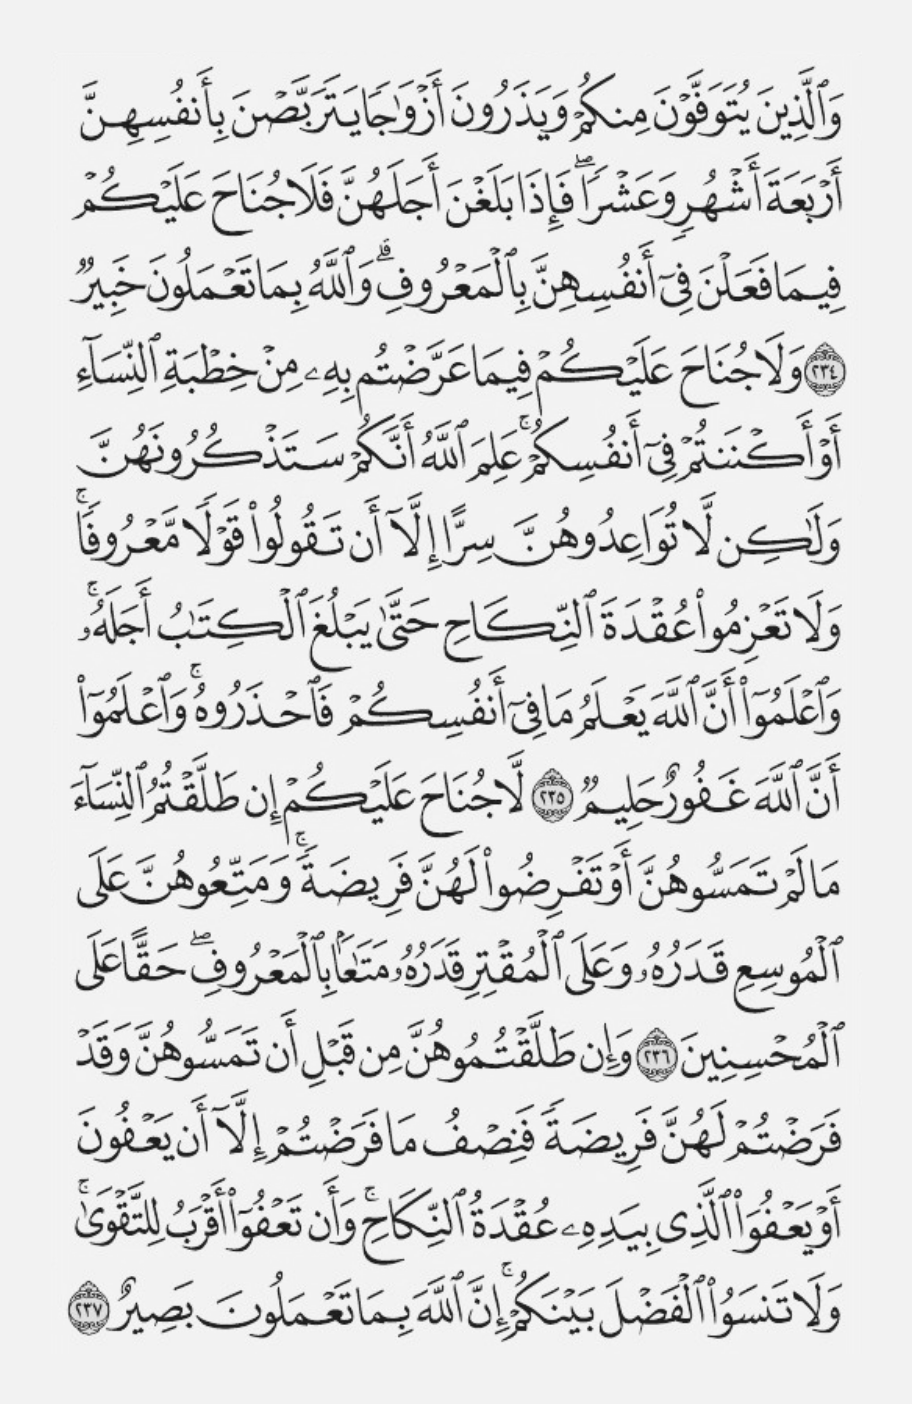 وَٱلَّذِينَ يُتَوَفَّوۡنَ مِنكُمۡ وَيَذَرُونَ أَزۡوَٰجٗا يَتَرَبَّصۡنَ بِأَنفُسِهِنَّ
أَرۡبَعَةَ أَشۡهُرٖ وَعَشۡرٗاۖ فَإِذَا بَلَغۡنَ أَجَلَهُنَّ فَلَا جُنَاحَ عَلَيۡكُمۡ
فِيمَا فَعَلۡنَ فِيٓ أَنفُسِهِنَّ بِٱلۡمَعۡرُوفِۗ وَٱللَّهُ بِمَا تَعۡمَلُونَ خَبِيرٞ
٢٣٤ وَلَا جُنَاحَ عَلَيۡكُمۡ فِيمَا عَرَّضۡتُم بِهِۦ مِنۡ خِطۡبَةِ ٱلنِّسَآءِ
أَوۡ أَكۡنَنتُمۡ فِيٓ أَنفُسِكُمۡۚ عَلِمَ ٱللَّهُ أَنَّكُمۡ سَتَذۡكُرُونَهُنَّ
وَلَٰكِن لَّا تُوَاعِدُوهُنَّ سِرًّا إِلَّآ أَن تَقُولُواْ قَوۡلٗا مَّعۡرُوفٗاۚ
وَلَا تَعۡزِمُواْ عُقۡدَةَ ٱلنِّكَاحِ حَتَّىٰ يَبۡلُغَ ٱلۡكِتَٰبُ أَجَلَهُۥۚ
وَٱعۡلَمُوٓاْ أَنَّ ٱللَّهَ يَعۡلَمُ مَا فِيٓ أَنفُسِكُمۡ فَٱحۡذَرُوهُۚ وَٱعۡلَمُوٓاْ
أَنَّ ٱللَّهَ غَفُورٌ حَلِيمٞ ٢٣٥ لَّا جُنَاحَ عَلَيۡكُمۡ إِن طَلَّقۡتُمُ ٱلنِّسَآءَ
مَا لَمۡ تَمَسُّوهُنَّ أَوۡ تَفۡرِضُواْ لَهُنَّ فَرِيضَةٗۚ وَمَتِّعُوهُنَّ عَلَى
ٱلۡمُوسِعِ قَدَرُهُۥ وَعَلَى ٱلۡمُقۡتِرِ قَدَرُهُۥ مَتَٰعَۢا بِٱلۡمَعۡرُوفِۖ حَقًّا عَلَى
ٱلۡمُحۡسِنِينَ ٢٣٦ وَإِن طَلَّقۡتُمُوهُنَّ مِن قَبۡلِ أَن تَمَسُّوهُنَّ وَقَدۡ
فَرَضۡتُمۡ لَهُنَّ فَرِيضَةٗ فَنِصۡفُ مَا فَرَضۡتُمۡ إِلَّآ أَن يَعۡفُونَ
أَوۡ يَعۡفُوَاْ ٱلَّذِي بِيَدِهِۦ عُقۡدَةُ ٱلنِّكَاحِۚ وَأَن تَعۡفُوٓاْ أَقۡرَبُ لِلتَّقۡوَىٰۚ
وَلَا تَنسَوُاْ ٱلۡفَضۡلَ بَيۡنَكُمۡۚ إِنَّ ٱللَّهَ بِمَا تَعۡمَلُونَ بَصِيرٌ ٢٣٧